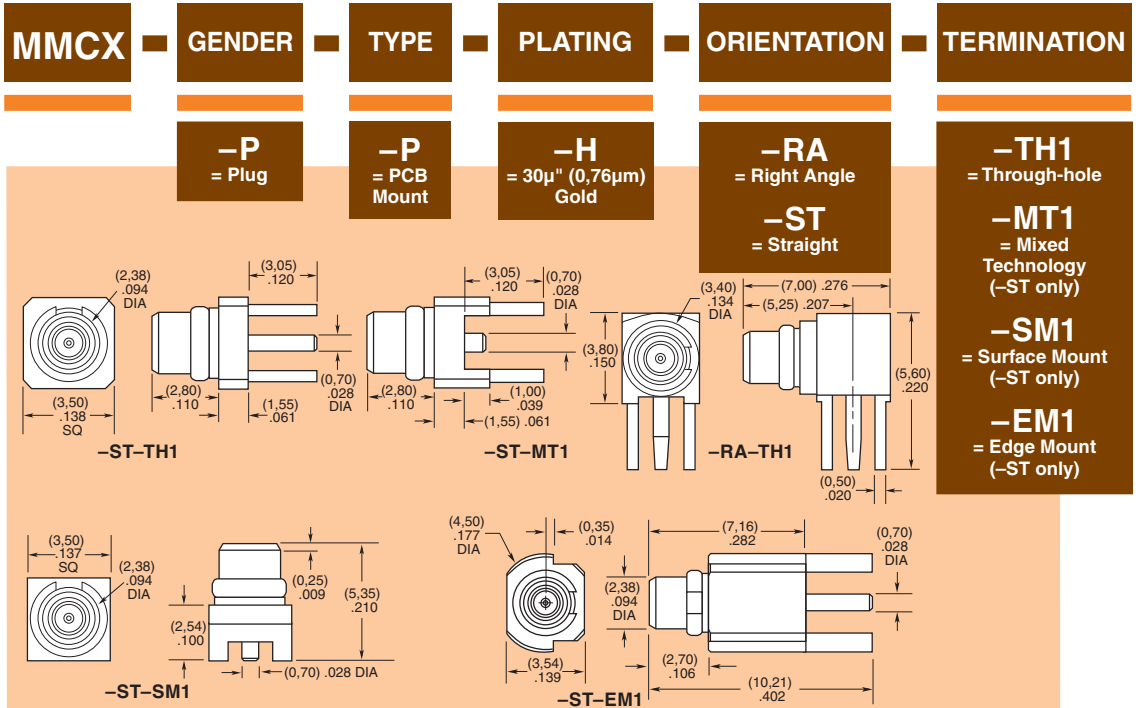 MMCX – GENDER – TYPE – PLATING – ORIENTATION – TERMINATION
–P
= Plug
–P
= PCB
Mount
–H
= 30µ" (0,76µm)
Gold
–RA
= Right Angle
–ST
= Straight
–TH1
= Through-hole
–MT1
= Mixed
Technology
(–ST only)
–SM1
= Surface Mount
(–ST only)
–EM1
= Edge Mount
(–ST only)
(2,38)
.094
DIA
(3,50)
.138
SQ
(3,05)
.120
(2,80)
.110
(1,55)
.061
(0,70)
.028
DIA
–ST–TH1
(3,05)
.120
(0,70)
.028
DIA
(2,80)
.110
(1,00)
.039
(1,55) .061
–ST–MT1
(3,40)
.134
DIA
(3,80)
.150
(7,00) .276
(5,25) .207
(5,60)
.220
(0,50)
.020
–RA–TH1
(3,50)
.137
SQ
(2,38)
.094
DIA
(0,25)
.009
(5,35)
.210
(2,54)
.100
(0,70) .028 DIA
–ST–SM1
(4,50)
.177
DIA
(0,35)
.014
(3,54)
.139
(7,16)
.282
(0,70)
.028
DIA
(2,38)
.094
DIA
(2,70)
.106
(10,21)
.402
–ST–EM1